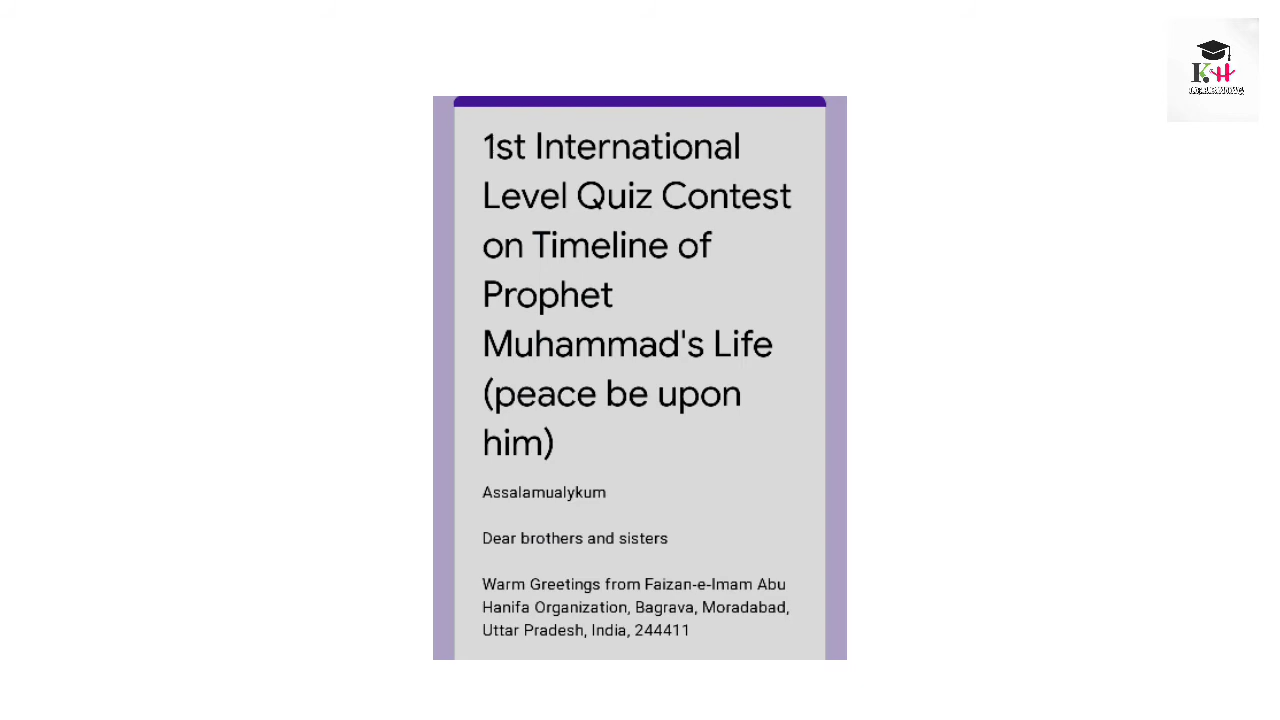 1st International
Level Quiz Contest
on Timeline of
Prophet
Muhammad's Life
(peace be upon
him)
Assalamualykum
Dear brothers and sisters
Warm Greetings from Faizan-e-Imam Abu
Hanifa Organization, Bagrava, Moradabad,
Uttar Pradesh, India, 244411